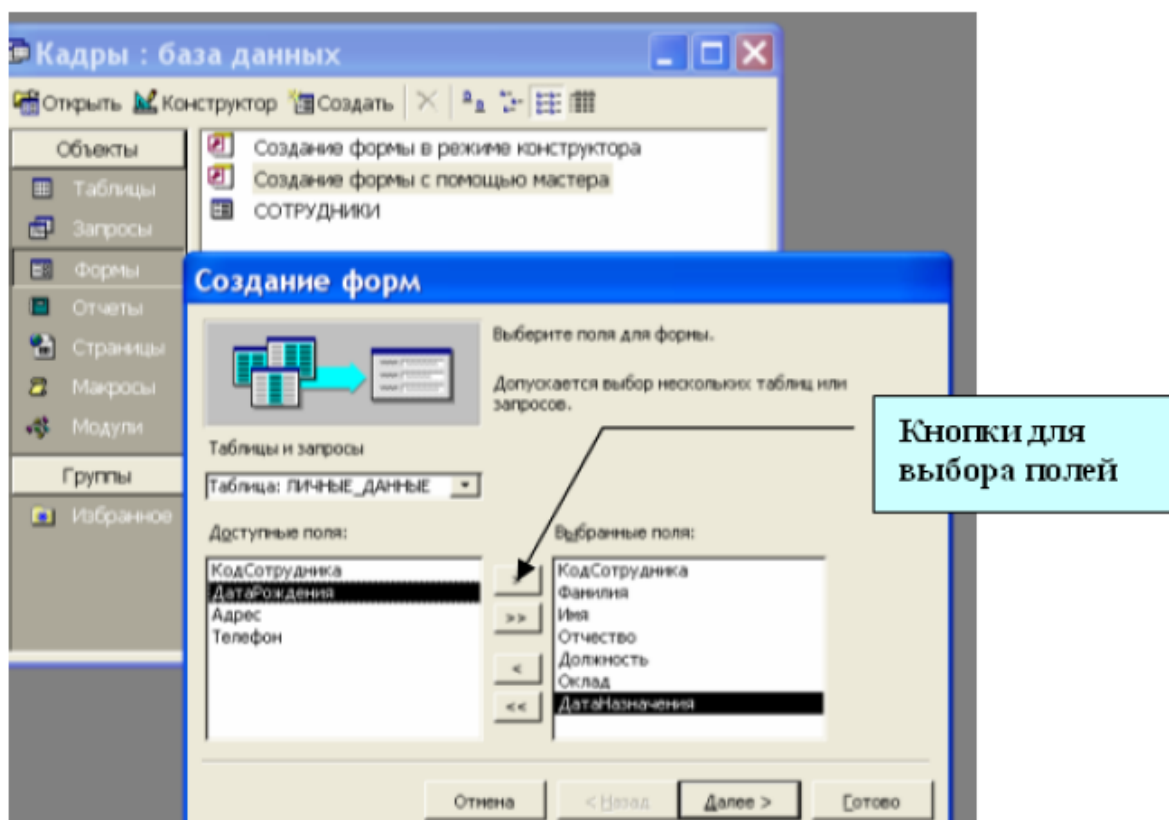 Кадры : база данных
Открыть Конструктор Создать
Объекты
Таблицы
Запросы
Формы
Отчеты
Страницы
Макросы
Модули
Группы
Избранное
Создание формы в режиме конструктора
Создание формы с помощью мастера
СОТРУДНИКИ
Создание форм
Выберите поля для формы.
Допускается выбор нескольких таблиц или
запросов.
Таблицы и запросы
Таблица: ЛИЧНЫЕ_ДАННЫЕ
Доступные поля:
КодСотрудника
ДатаРождения
Адрес
Телефон
>
>>
<
<<
Выбранные поля:
КодСотрудника
Фамилия
Имя
Отчество
Должность
Оклад
ДатаНазначения
Отмена
< Назад
Далее >
Готово
Кнопки для
выбора полей